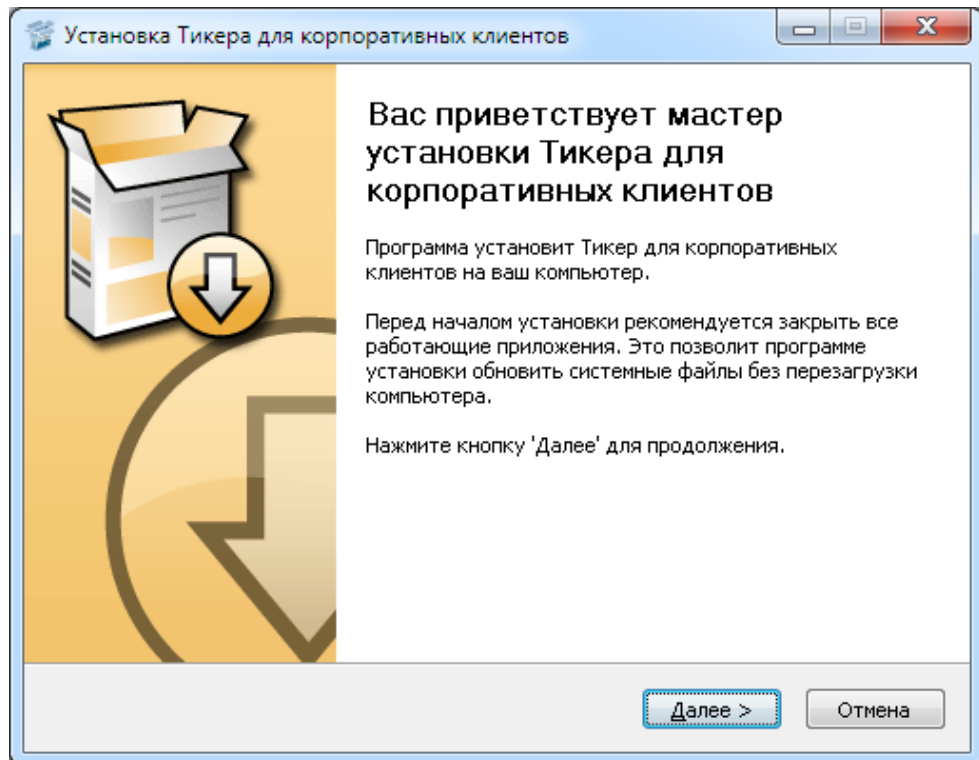 Установка Тикера для корпоративных клиентов
Вас приветствует мастер
установки Тикера для
корпоративных клиентов
Программа установит Тикер для корпоративных
клиентов на ваш компьютер.
Перед началом установки рекомендуется закрыть все
работающие приложения. Это позволит программе
установки обновить системные файлы без перезагрузки
компьютера.
Нажмите кнопку 'Далее' для продолжения.
Далее >
Отмена